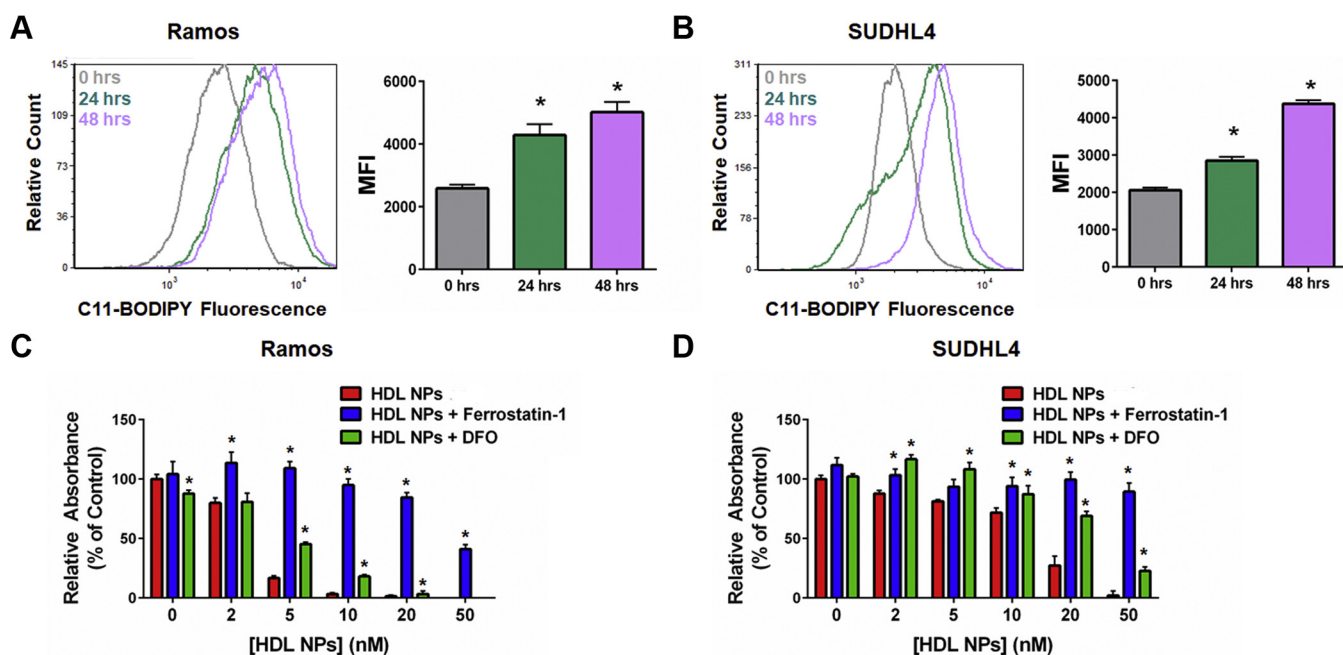 A
Ramos
145
109
73
36
0
0 hrs
24 hrs
48 hrs
Relative Count
10³
10⁴
C11-BODIPY Fluorescence
6000
4000
2000
0
MFI
*
*
0 hrs
24 hrs
48 hrs
B
SUDHL4
311
233
156
78
0
0 hrs
24 hrs
48 hrs
Relative Count
10³
10⁴
C11-BODIPY Fluorescence
5000
4000
3000
2000
1000
0
MFI
*
*
0 hrs
24 hrs
48 hrs
C
Ramos
HDL NPs
HDL NPs + Ferrostatin-1
HDL NPs + DFO
150
100
50
0
Relative Absorbance
(% of Control)
*
*
*
*
*
*
*
*
*
0 2 5 10 20 50
[HDL NPs] (nM)
D
SUDHL4
HDL NPs
HDL NPs + Ferrostatin-1
HDL NPs + DFO
150
100
50
0
Relative Absorbance
(% of Control)
*
*
*
*
*
*
*
*
*
0 2 5 10 20 50
[HDL NPs] (nM)